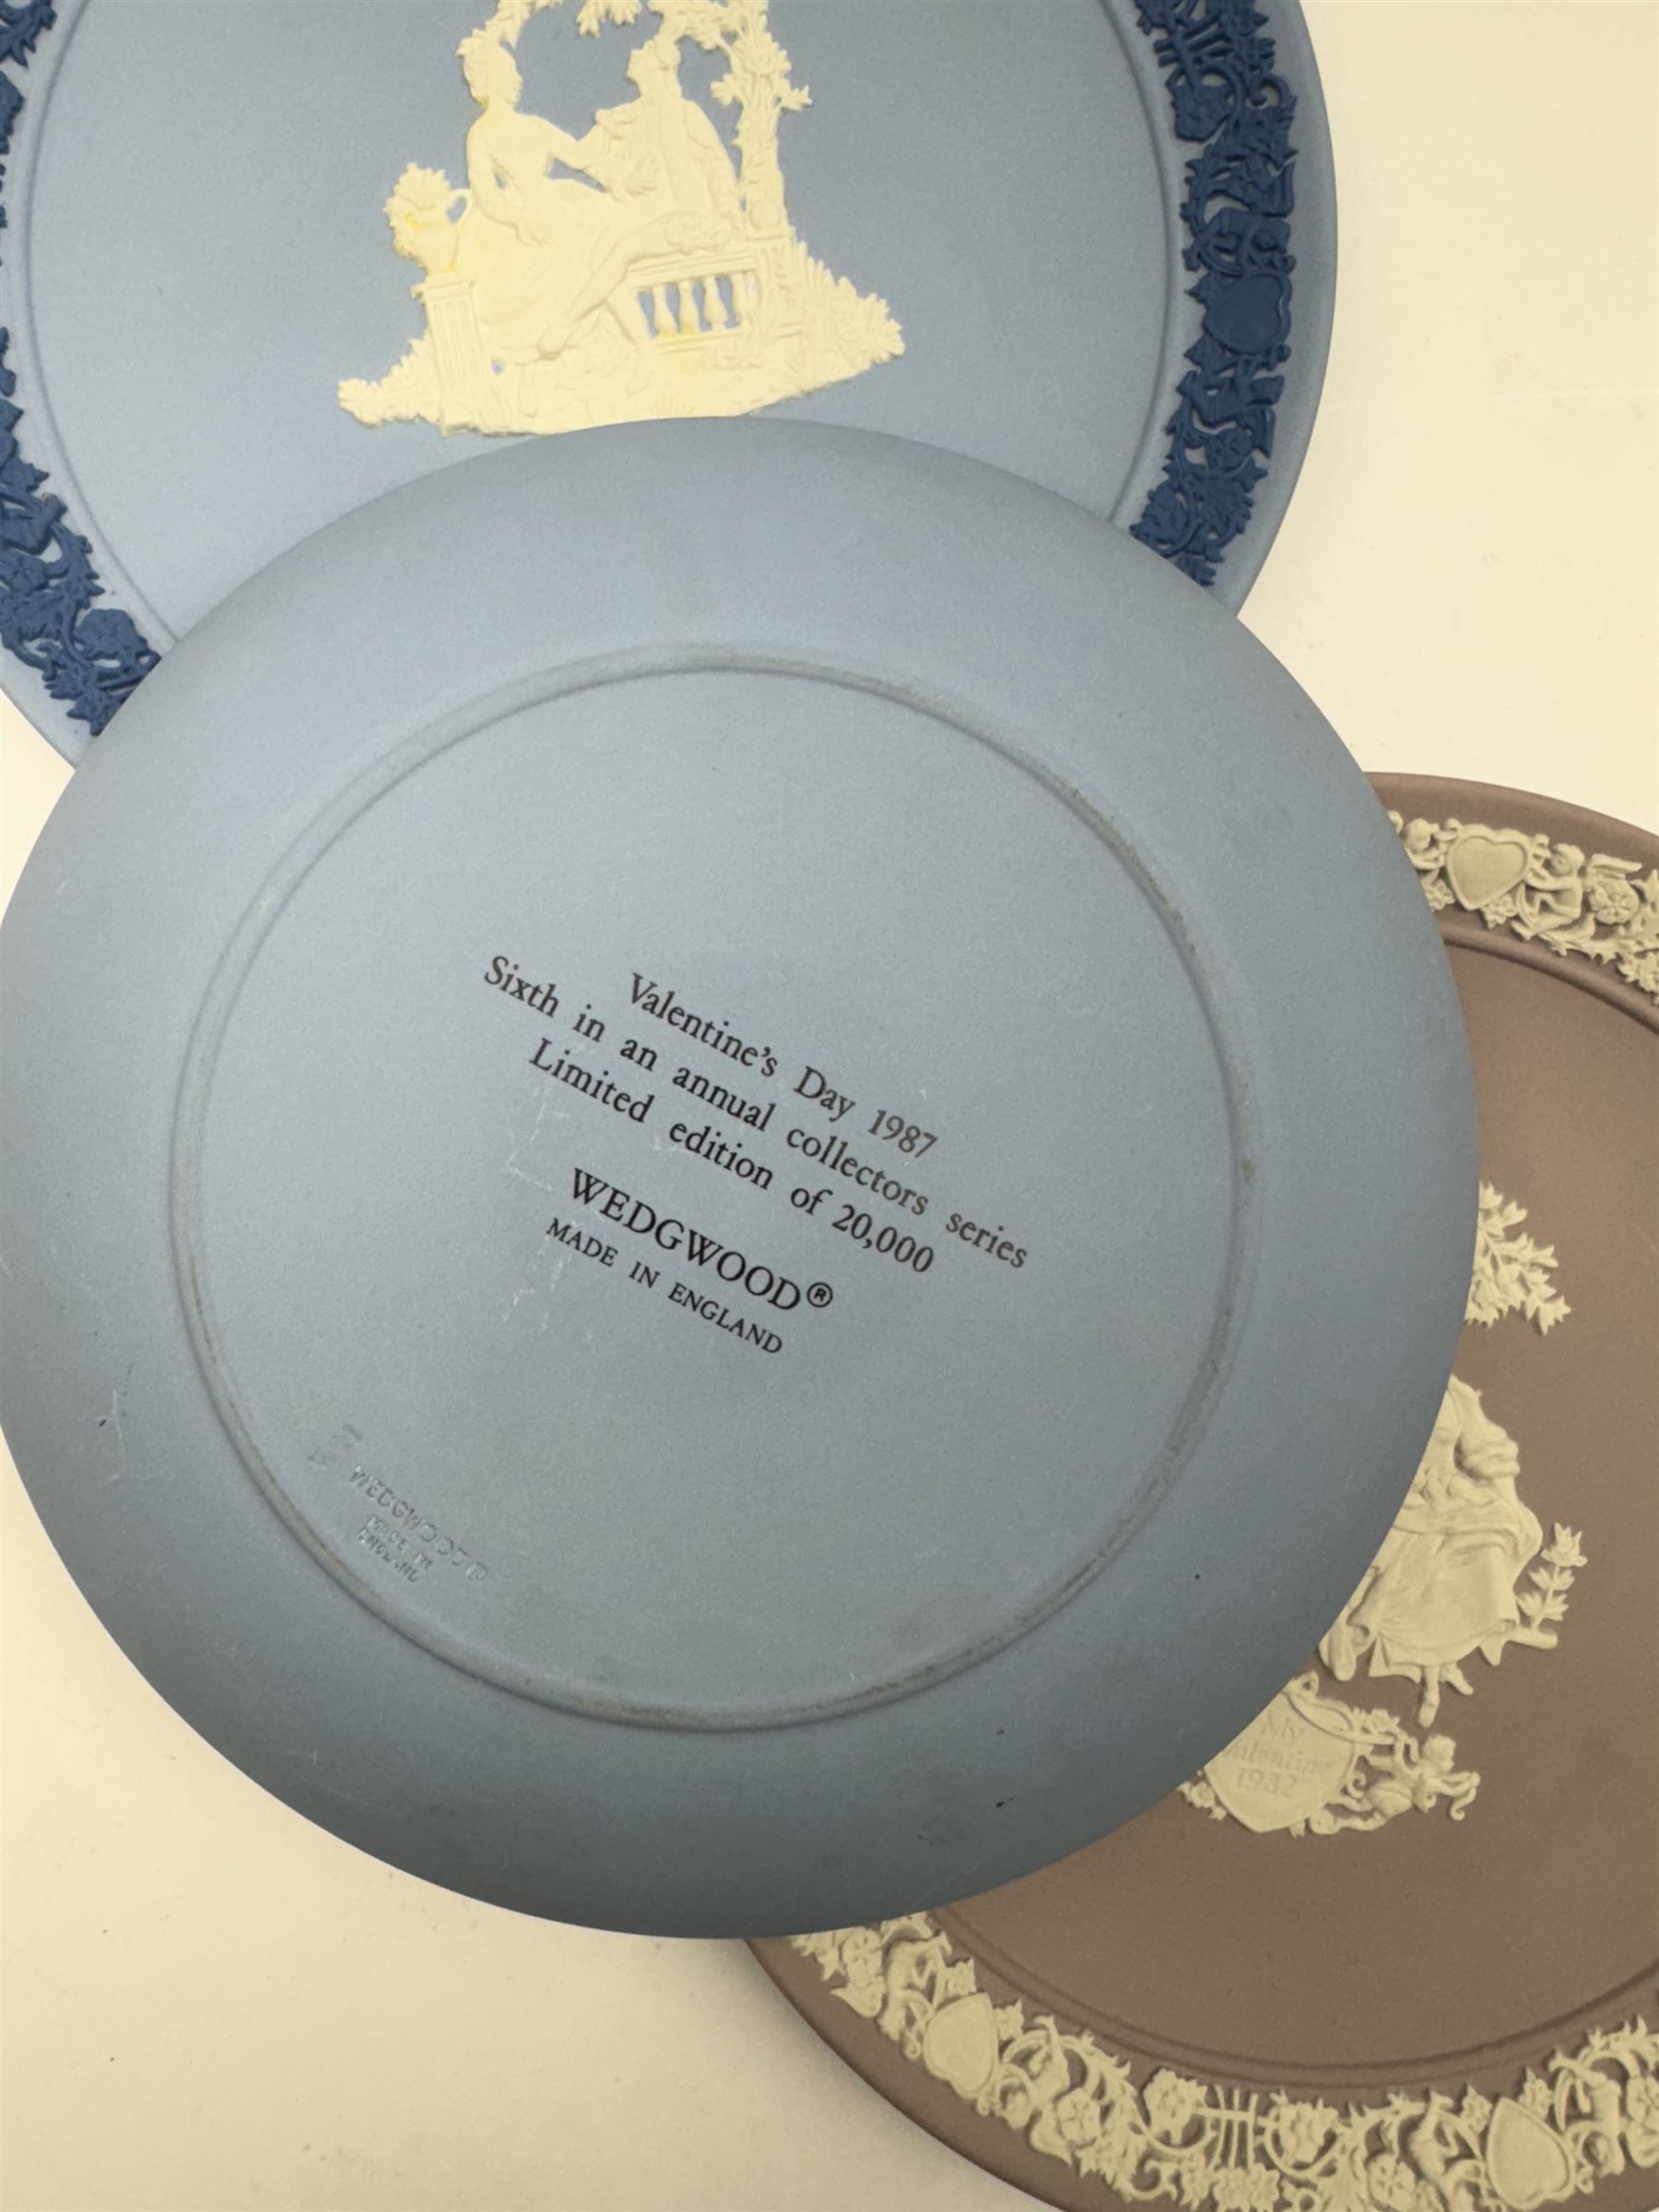 Valentine's Day 1987
Sixth in an annual collectors series
Limited edition of 20,000
WEDGWOOD®
MADE IN ENGLAND
WEDGWOOD®
MADE IN
ENGLAND
My
Valentine
1982